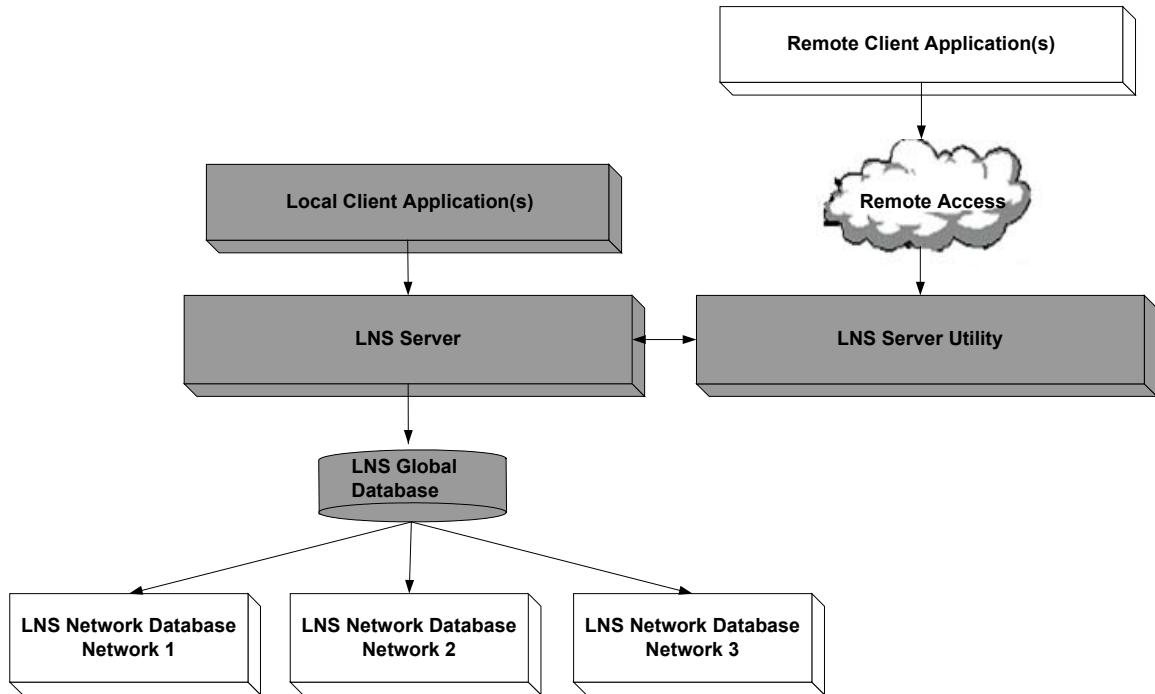 Remote Client Application(s)
Remote Access
Local Client Application(s)
LNS Server
LNS Server Utility
LNS Global
Database
LNS Network Database
Network 1
LNS Network Database
Network 2
LNS Network Database
Network 3